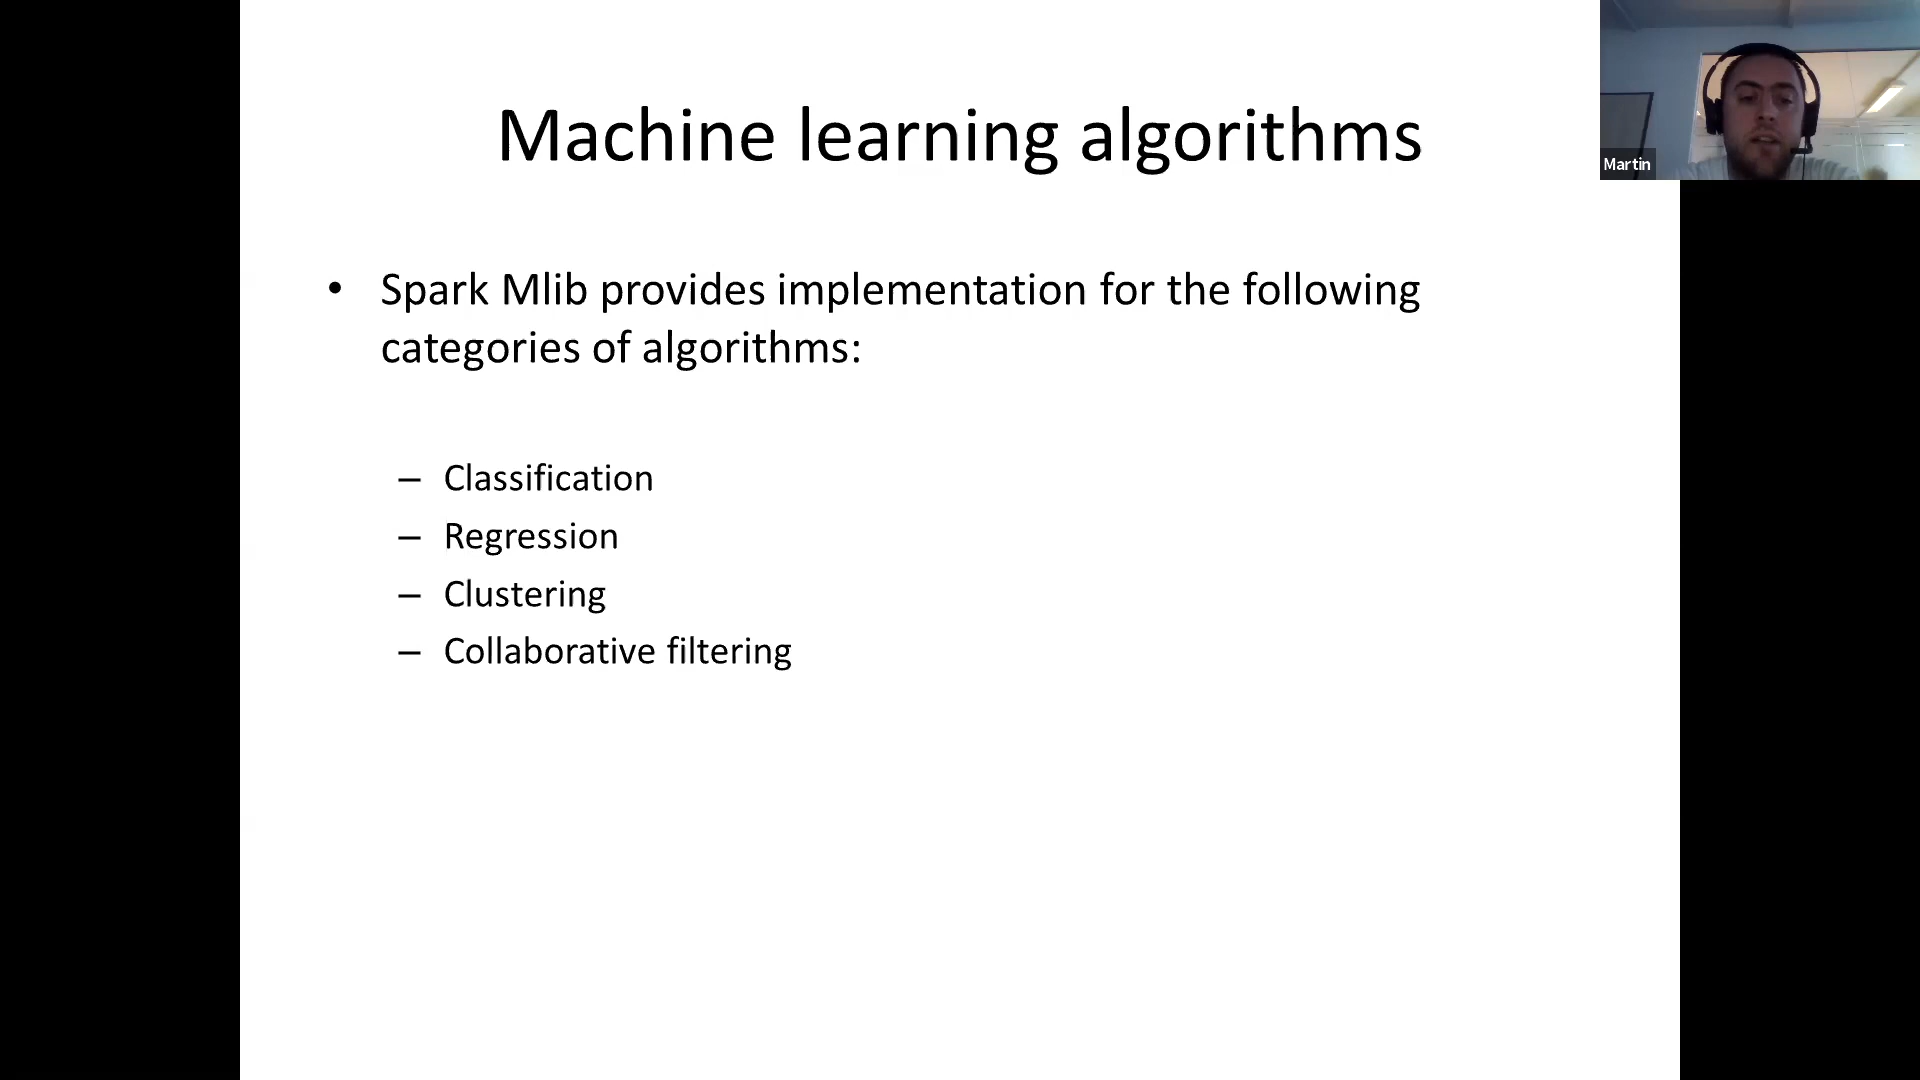 Machine learning algorithms
Martin
• Spark Mlib provides implementation for the following
categories of algorithms:
– Classification
– Regression
– Clustering
– Collaborative filtering